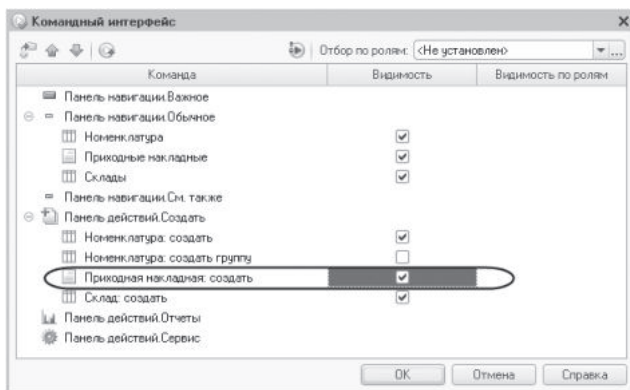 Командный интерфейс
Отбор по ролям: <Не установлен>
Команда Видимость Видимость по ролям
Панель навигации.Важное
Панель навигации.Обычное
Номенклатура
Приходные накладные
Склады
Панель навигации.См. также
Панель действий.Создать
Номенклатура: создать
Номенклатура: создать группу
Приходная накладная: создать
Склад: создать
Панель действий.Отчеты
Панель действий.Сервис
ОК Отмена Справка